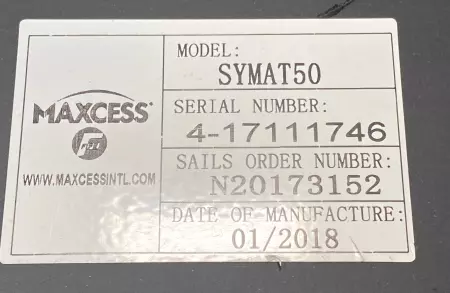 MAXCESS®
WWW.MAXCESSINTL.COM
MODEL:
SYMAT50
SERIAL NUMBER:
4-17111746
SAILS ORDER NUMBER:
N20173152
DATE OF MANUFACTURE:
01/2018